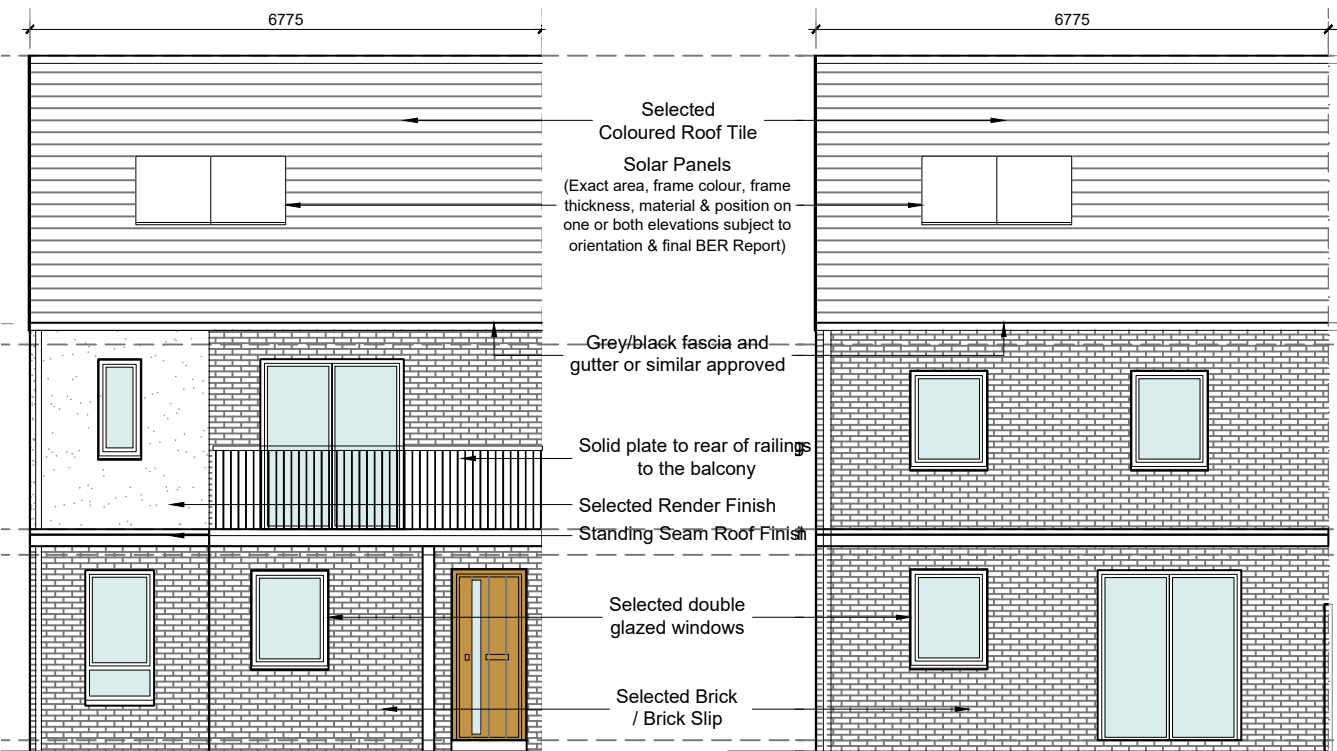 6775
6775
Selected
Coloured Roof Tile
Solar Panels
(Exact area, frame colour, frame
thickness, material & position on
one or both elevations subject to
orientation & final BER Report)
Grey/black fascia and
gutter or similar approved
Solid plate to rear of railings
to the balcony
Selected Render Finish
Standing Seam Roof Finish
Selected double
glazed windows
Selected Brick
/ Brick Slip